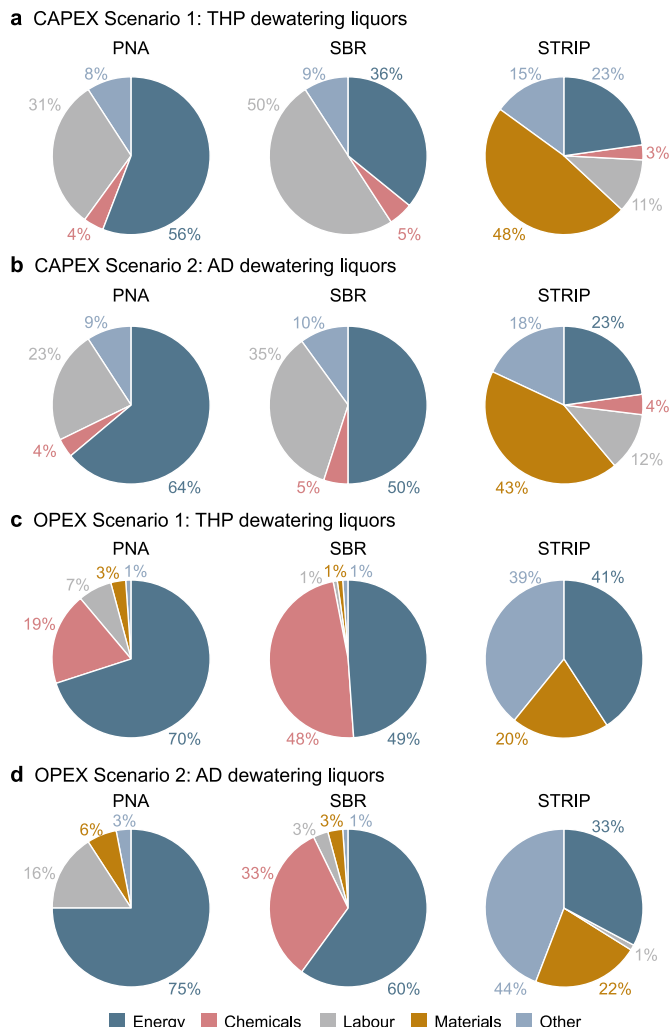 a CAPEX Scenario 1: THP dewatering liquors
PNA SBR STRIP
8% 9% 36% 15% 23%
31% 50% 3%
11%
4% 56% 5% 48%
b CAPEX Scenario 2: AD dewatering liquors
PNA SBR STRIP
9% 10% 18% 23%
23% 35% 4%
4% 12%
64% 5% 50% 43%
c OPEX Scenario 1: THP dewatering liquors
PNA SBR STRIP
7% 3% 1% 1% 1% 1% 39% 41%
19%
70% 48% 49% 20%
d OPEX Scenario 2: AD dewatering liquors
PNA SBR STRIP
6% 3% 3% 3% 1% 33%
16% 33%
1%
75% 60% 44% 22%
Energy Chemicals Labour Materials Other